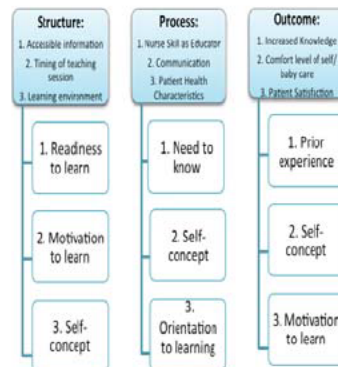 Structure:
1. Accessible information
2. Timing of teaching
session
3. Learning environment
1. Readiness
to learn
2. Motivation
to learn
3. Self-
concept
Process:
1. Nurse Skill as Educator
2. Communication
3. Patient Health
Characteristics
1. Need to
know
2. Self-
concept
3.
Orientation
to learning
Outcome:
1. Increased Knowledge
2. Comfort level of self/
baby care
3. Patent Satisfiction
1. Prior
experience
2. Self-
concept
3. Motivation
to learn